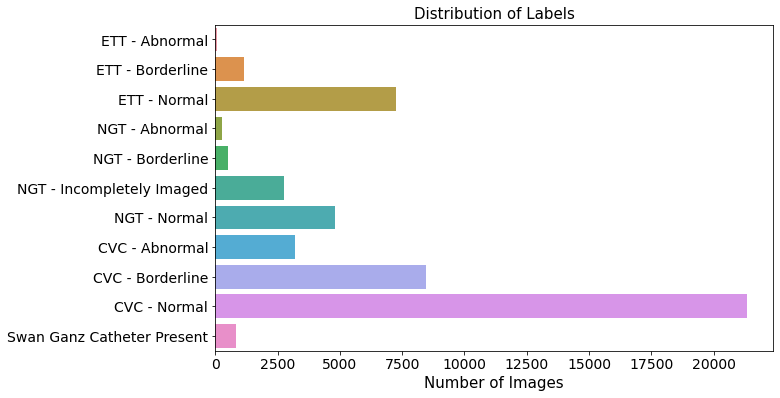 Distribution of Labels
ETT - Abnormal
ETT - Borderline
ETT - Normal
NGT - Abnormal
NGT - Borderline
NGT - Incompletely Imaged
NGT - Normal
CVC - Abnormal
CVC - Borderline
CVC - Normal
Swan Ganz Catheter Present
0 2500 5000 7500 10000 12500 15000 17500 20000
Number of Images